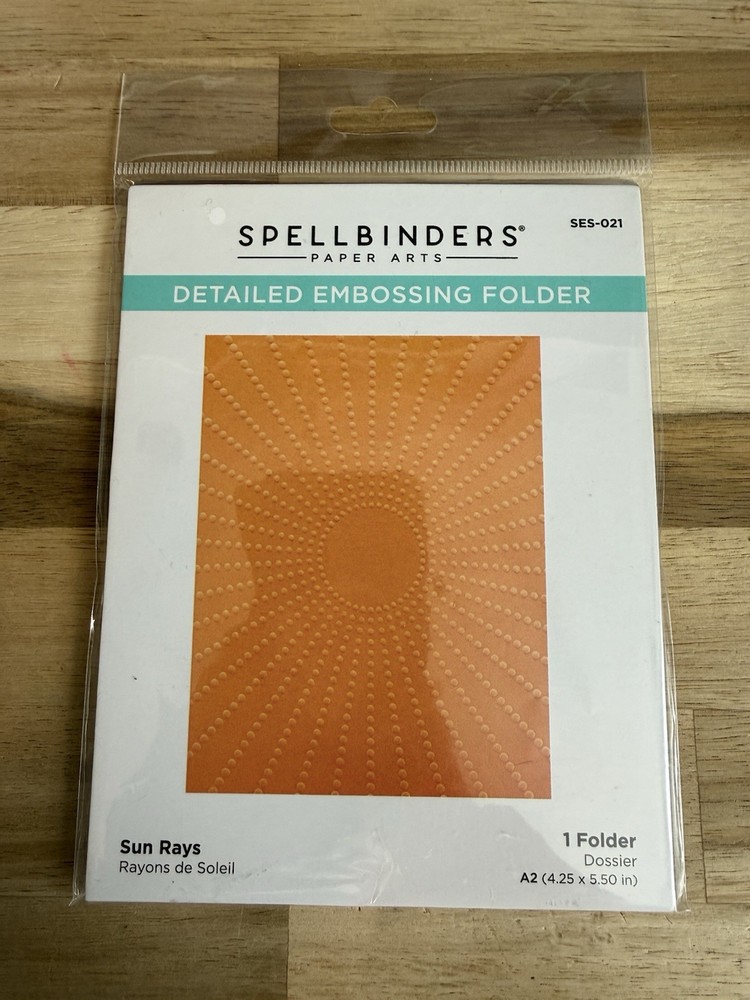 SPELLBINDERS®
PAPER ARTS
SES-021
DETAILED EMBOSSING FOLDER
Sun Rays
Rayons de Soleil
1 Folder
Dossier
A2 (4.25 x 5.50 in)